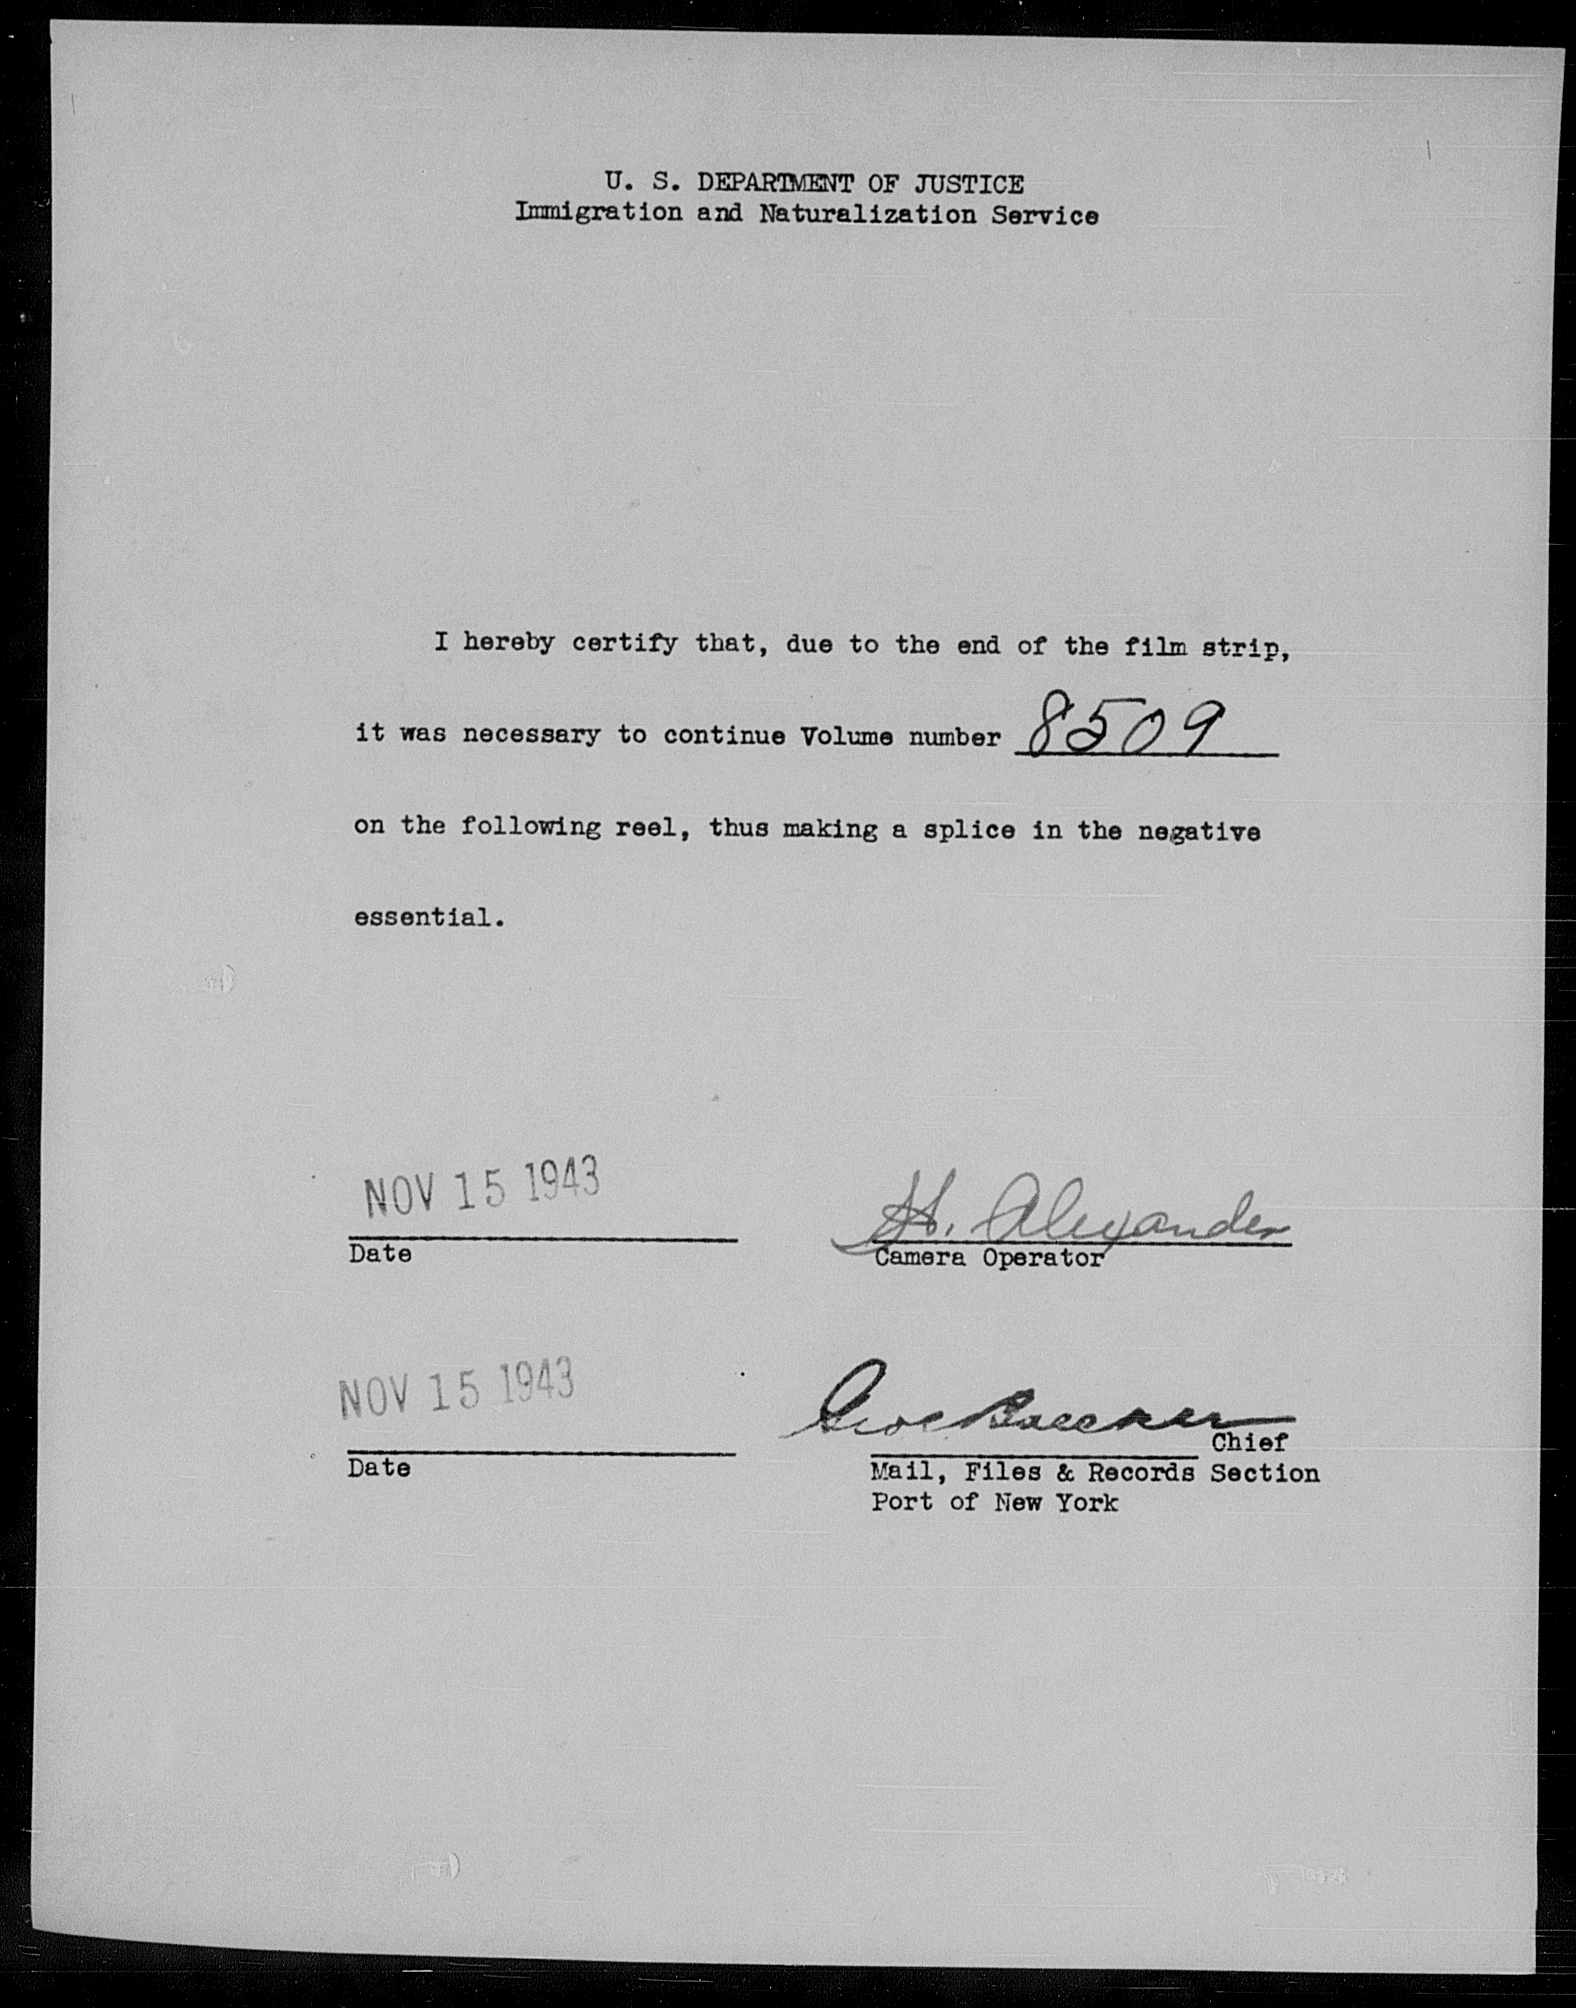 U. S. DEPARTMENT OF JUSTICE
Immigration and Naturalization Service
I hereby certify that, due to the end of the film strip,
it was necessary to continue Volume number 8509
on the following reel, thus making a splice in the negative
essential.
NOV 15 1943
H. Alexander
Date
Camera Operator
NOV 15 1943
Chief
Date
Mail, Files & Records Section
Port of New York